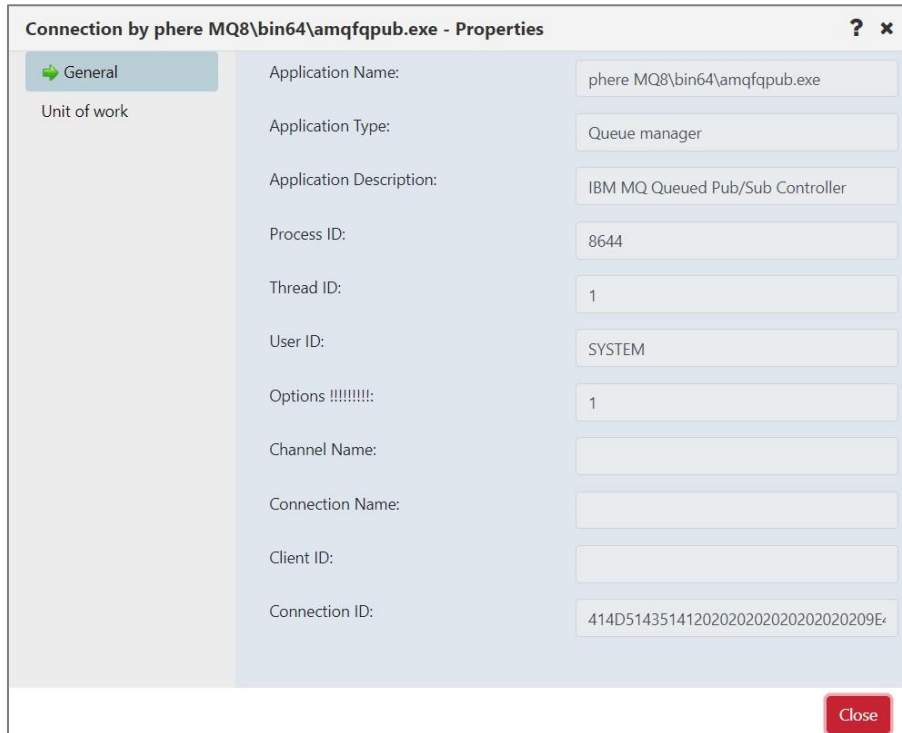 Connection by phere MQ8\bin64\amqfqpub.exe - Properties ? ×
General
Unit of work
Application Name: phere MQ8\bin64\amqfqpub.exe
Application Type: Queue manager
Application Description: IBM MQ Queued Pub/Sub Controller
Process ID: 8644
Thread ID: 1
User ID: SYSTEM
Options !!!!!!!!!: 1
Channel Name:
Connection Name:
Client ID:
Connection ID: 414D51435141202020202020202020209E4
Close